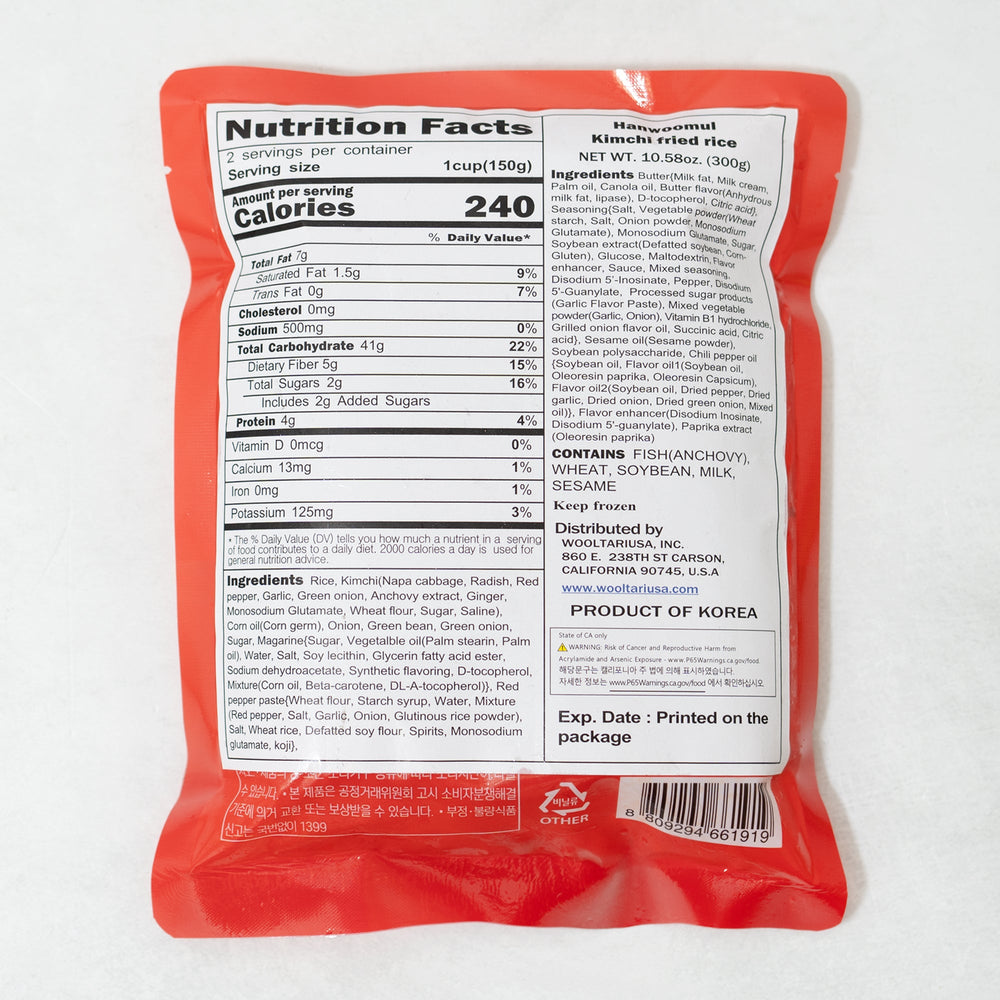 Nutrition Facts
2 servings per container
Serving size 1cup(150g)
Amount per serving
Calories 240
% Daily Value*
Total Fat 7g
Saturated Fat 1.5g 9%
Trans Fat 0g 7%
Cholesterol 0mg
Sodium 500mg 0%
Total Carbohydrate 41g 22%
Dietary Fiber 5g 15%
Total Sugars 2g 16%
Includes 2g Added Sugars
Protein 4g 4%
Vitamin D 0mcg 0%
Calcium 13mg 1%
Iron 0mg 1%
Potassium 125mg 3%
* The % Daily Value (DV) tells you how much a nutrient in a serving
of food contributes to a daily diet. 2000 calories a day is used for
general nutrition advice.
Ingredients Rice, Kimchi(Napa cabbage, Radish, Red
pepper, Garlic, Green onion, Anchovy extract, Ginger,
Monosodium Glutamate, Wheat flour, Sugar, Saline),
Corn oil(Corn germ), Onion, Green bean, Green onion,
Sugar, Magarine{Sugar, Vegetalble oil(Palm stearin, Palm
oil), Water, Salt, Soy lecithin, Glycerin fatty acid ester,
Sodium dehydroacetate, Synthetic flavoring, D-tocopherol,
Mixture(Corn oil, Beta-carotene, DL-A-tocopherol)}, Red
pepper paste{Wheat flour, Starch syrup, Water, Mixture
(Red pepper, Salt, Garlic, Onion, Glutinous rice powder),
Salt, Wheat rice, Defatted soy flour, Spirits, Monosodium
glutamate, koji},
Hanwoomul
Kimchi fried rice
NET WT. 10.58oz. (300g)
Ingredients Butter{Milk fat, Milk cream,
Palm oil, Canola oil, Butter flavor(Anhydrous
milk fat, lipase), D-tocopherol, Citric acid},
Seasoning{Salt, Vegetable powder(Wheat
starch, Salt, Onion powder, Monosodium
Glutamate), Monosodium Glutamate, Sugar,
Soybean extract(Defatted soybean, Corn-
Gluten), Glucose, Maltodextrin, Flavor
enhancer, Sauce, Mixed seasoning,
Disodium 5'-Inosinate, Pepper, Disodium
5'-Guanylate, Processed sugar products
(Garlic Flavor Paste), Mixed vegetable
powder(Garlic, Onion), Vitamin B1 hydrochloride,
Grilled onion flavor oil, Succinic acid, Citric
acid}, Sesame oil(Sesame powder),
Soybean polysaccharide, Chili pepper oil
{Soybean oil, Flavor oil1(Soybean oil,
Oleoresin paprika, Oleoresin Capsicum),
Flavor oil2(Soybean oil, Dried pepper, Dried
garlic, Dried onion, Dried green onion, Mixed
oil)}, Flavor enhancer(Disodium Inosinate,
Disodium 5'-guanylate), Paprika extract
(Oleoresin paprika)
CONTAINS FISH(ANCHOVY),
WHEAT, SOYBEAN, MILK,
SESAME
Keep frozen
Distributed by
WOOLTARIUSA, INC.
860 E. 238TH ST CARSON,
CALIFORNIA 90745, U.S.A
www.wooltariusa.com
PRODUCT OF KOREA
State of CA only
WARNING: Risk of Cancer and Reproductive Harm from
Acrylamide and Arsenic Exposure - www.P65Warnings.ca.gov/food.
해당문구는 캘리포니아 주 법에 의해 표시하였습니다.
자세한 정보는 www.P65Warnings.ca.gov/food 에서 확인하십시오.
Exp. Date : Printed on the
package
수 있습니다. • 본 제품은 공정거래위원회 고시 소비자분쟁해결
기준에 의거 교환 또는 보상받을 수 있습니다. • 부정·불량식품
신고는 국번없이 1399
비닐류
OTHER
8 809294 661919